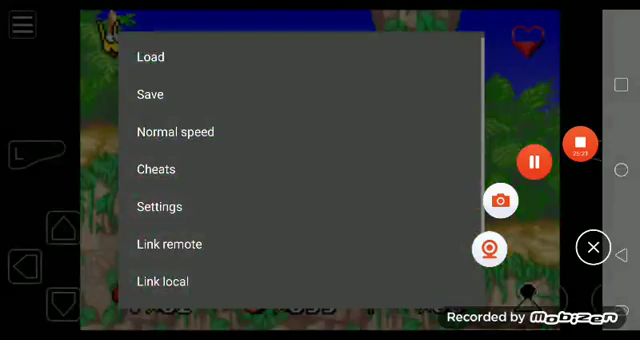 Load
Save
Normal speed
Cheats
Settings
Link remote
Link local
L
Recorded by Mobizen